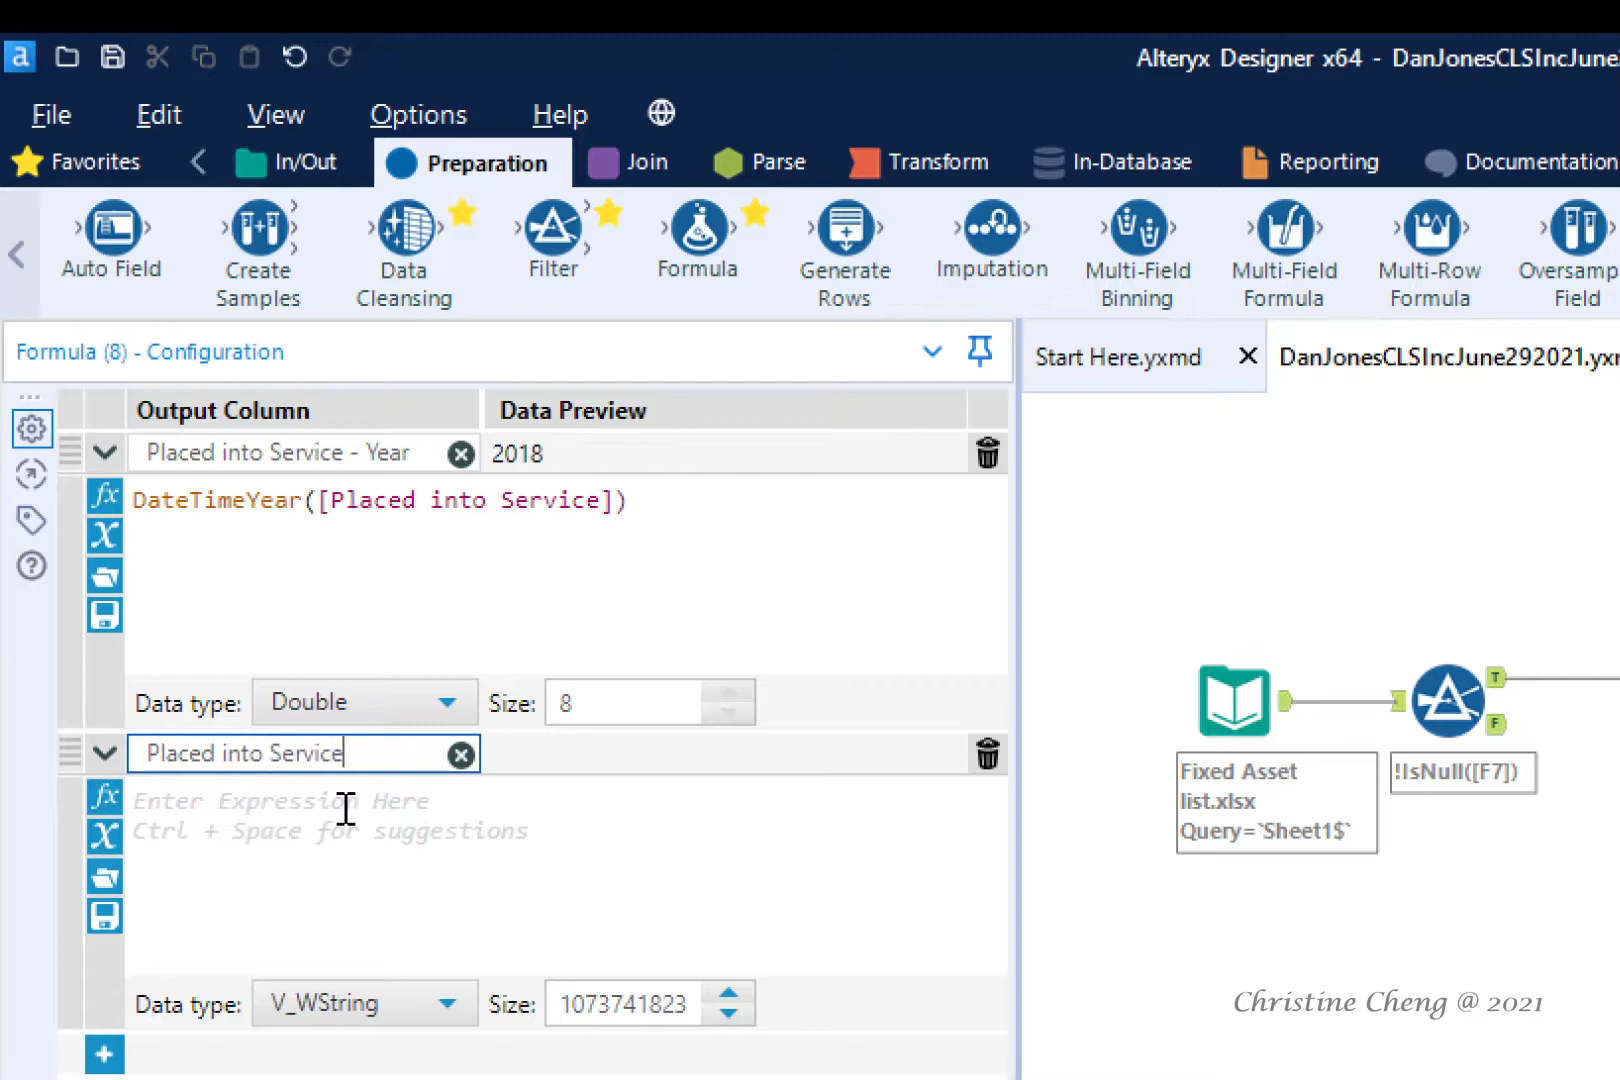 a
Alteryx Designer x64 - DanJonesCLSIncJune
File Edit View Options Help
Favorites In/Out Preparation Join Parse Transform In-Database Reporting Documentation
Auto Field
Create Samples
Data Cleansing
Filter
Formula
Generate Rows
Imputation
Multi-Field Binning
Multi-Field Formula
Multi-Row Formula
Oversamp
Field
Formula (8) - Configuration
Start Here.yxmd
DanJonesCLSIncJune292021.yxm
Output Column Data Preview
Placed into Service - Year 2018
fx DateTimeYear([Placed into Service])
X
Data type: Double Size: 8
Placed into Service
fx Enter Expression Here
X Ctrl + Space for suggestions
Data type: V_WString Size: 1073741823
T
F
Fixed Asset
list.xlsx
Query=`Sheet1$`
!IsNull([F7])
Christine Cheng @ 2021